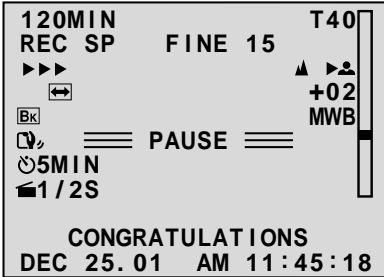 120MIN T40
REC SP FINE 15
+02
BK MWB
PAUSE
5MIN
1/2S
CONGRATULATIONS
DEC 25.01 AM 11:45:18